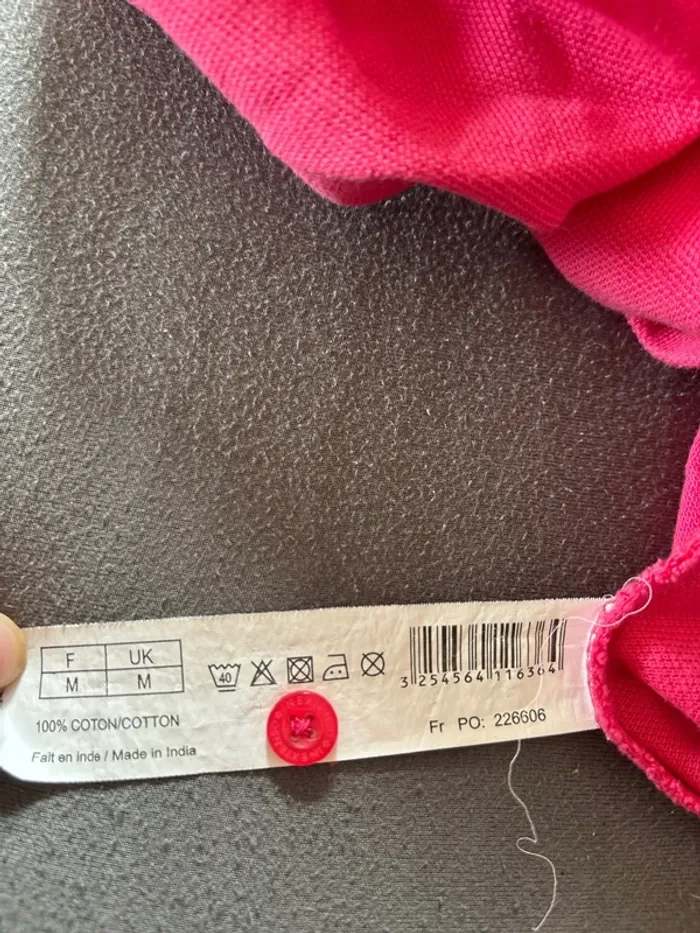 F UK
M M
40
3 254564 116364
100% COTON/COTTON
Fr PO: 226606
Fait en inde / Made in India